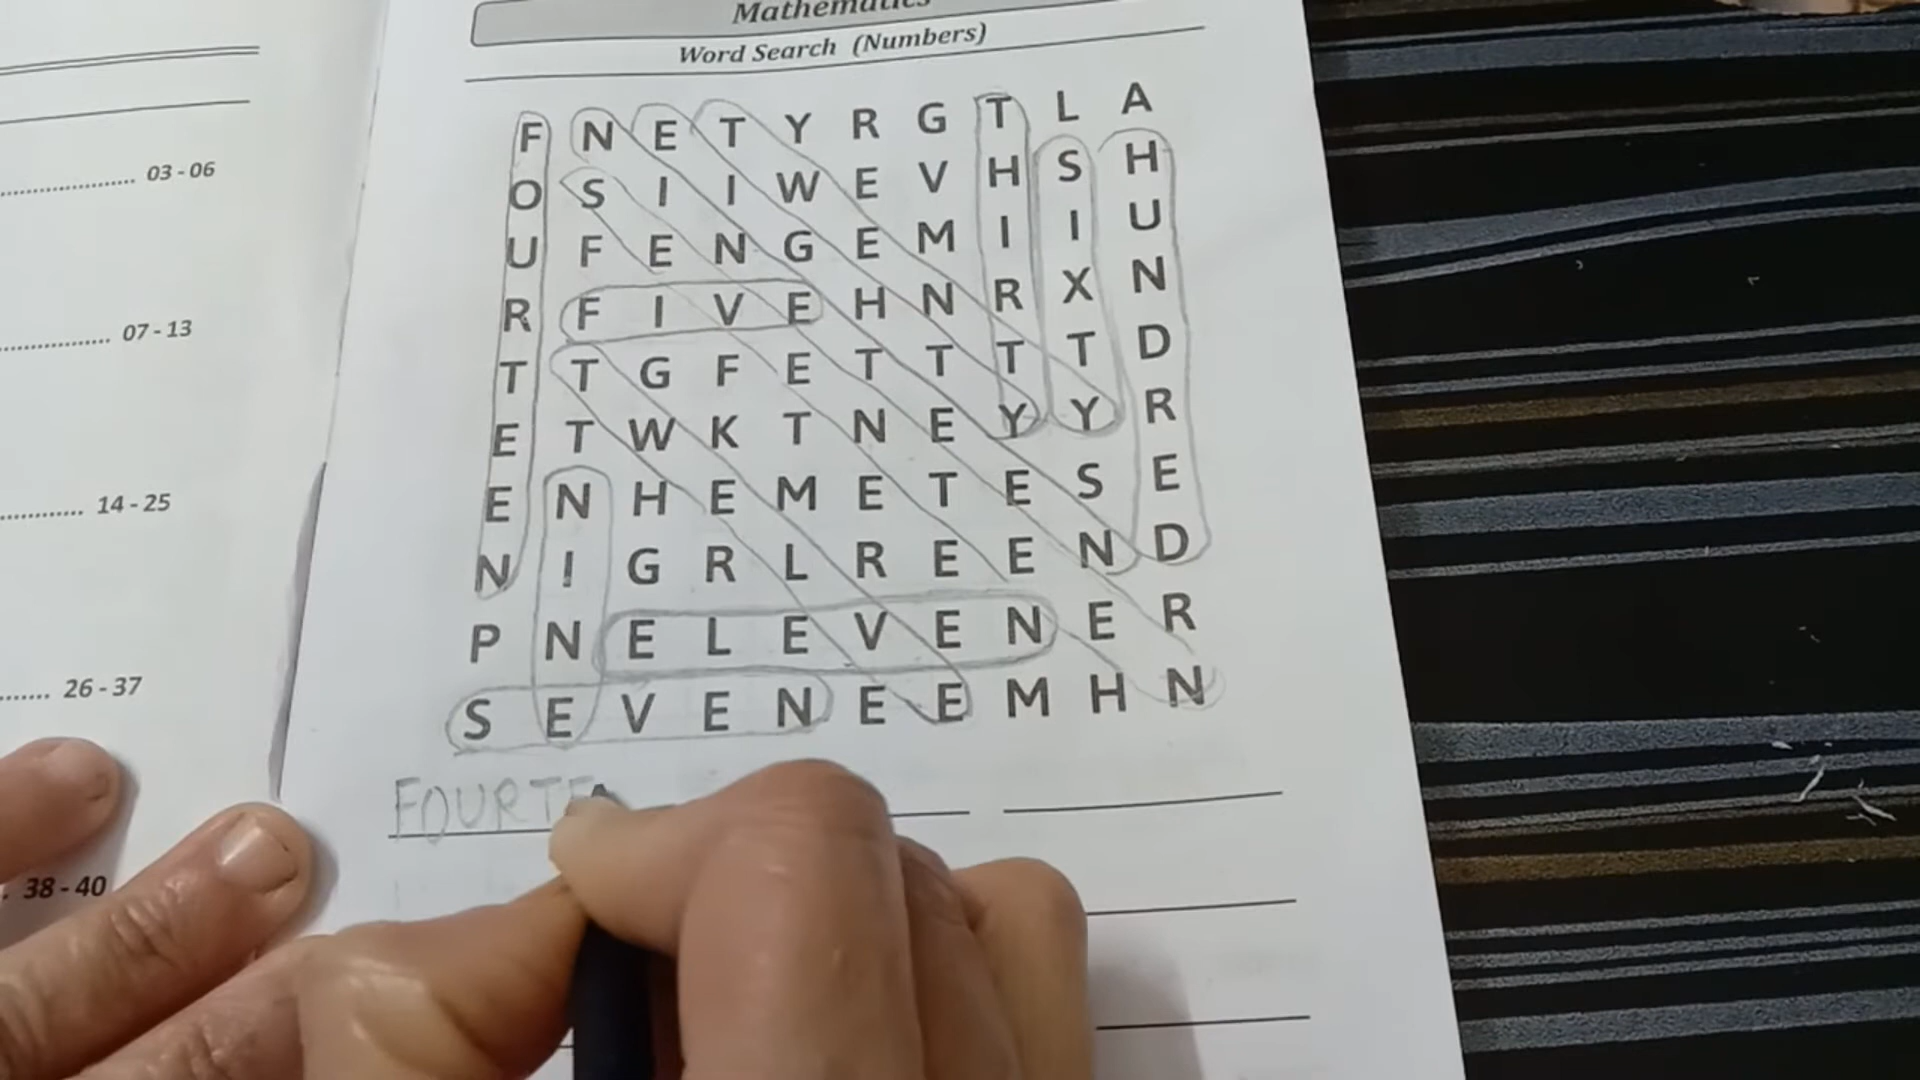 Mathematics
Word Search (Numbers)
F N E T Y R G T L A
O S I I W E V H S H
U F E N G E M I I U
R F I V E H N R X N
T T G F E T T T T D
E T W K T N E Y Y R
E N H E M E T E S E
N I G R L R E E N D
P N E L E V E N E R
S E V E N E E M H N
FOURTE
03 - 06
07 - 13
14 - 25
26 - 37
38 - 40